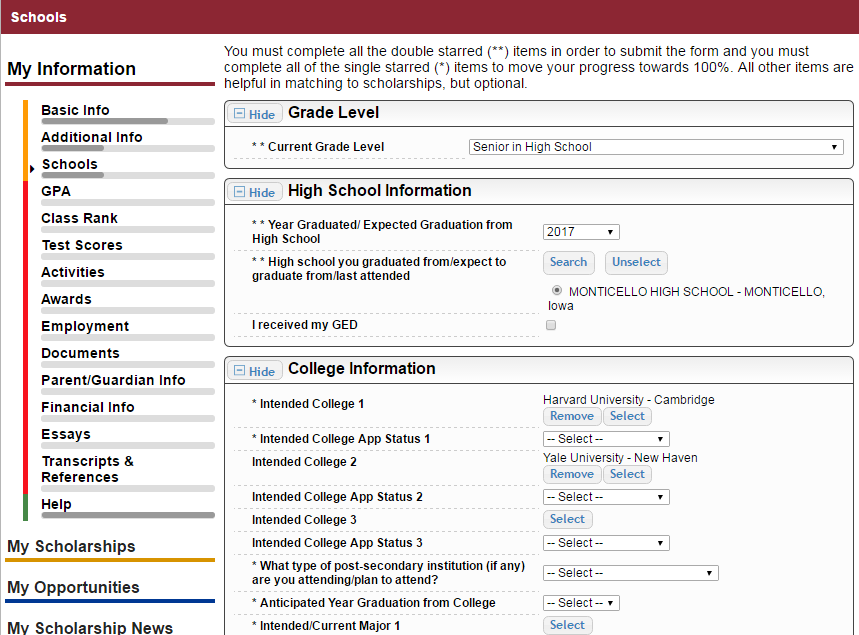 Schools
My Information
Basic Info
Additional Info
Schools
GPA
Class Rank
Test Scores
Activities
Awards
Employment
Documents
Parent/Guardian Info
Financial Info
Essays
Transcripts &
References
Help
My Scholarships
My Opportunities
My Scholarship News
You must complete all the double starred (**) items in order to submit the form and you must
complete all of the single starred (*) items to move your progress towards 100%. All other items are
helpful in matching to scholarships, but optional.
Hide Grade Level
* * Current Grade Level Senior in High School
Hide High School Information
* * Year Graduated/ Expected Graduation from
High School
2017
* * High school you graduated from/expect to
graduate from/last attended
Search Unselect
MONTICELLO HIGH SCHOOL - MONTICELLO,
Iowa
I received my GED
Hide College Information
* Intended College 1
Harvard University - Cambridge
Remove Select
* Intended College App Status 1 -- Select --
Intended College 2
Yale University - New Haven
Remove Select
Intended College App Status 2 -- Select --
Intended College 3 Select
Intended College App Status 3 -- Select --
* What type of post-secondary institution (if any)
are you attending/plan to attend?
-- Select --
* Anticipated Year Graduation from College -- Select --
* Intended/Current Major 1 Select